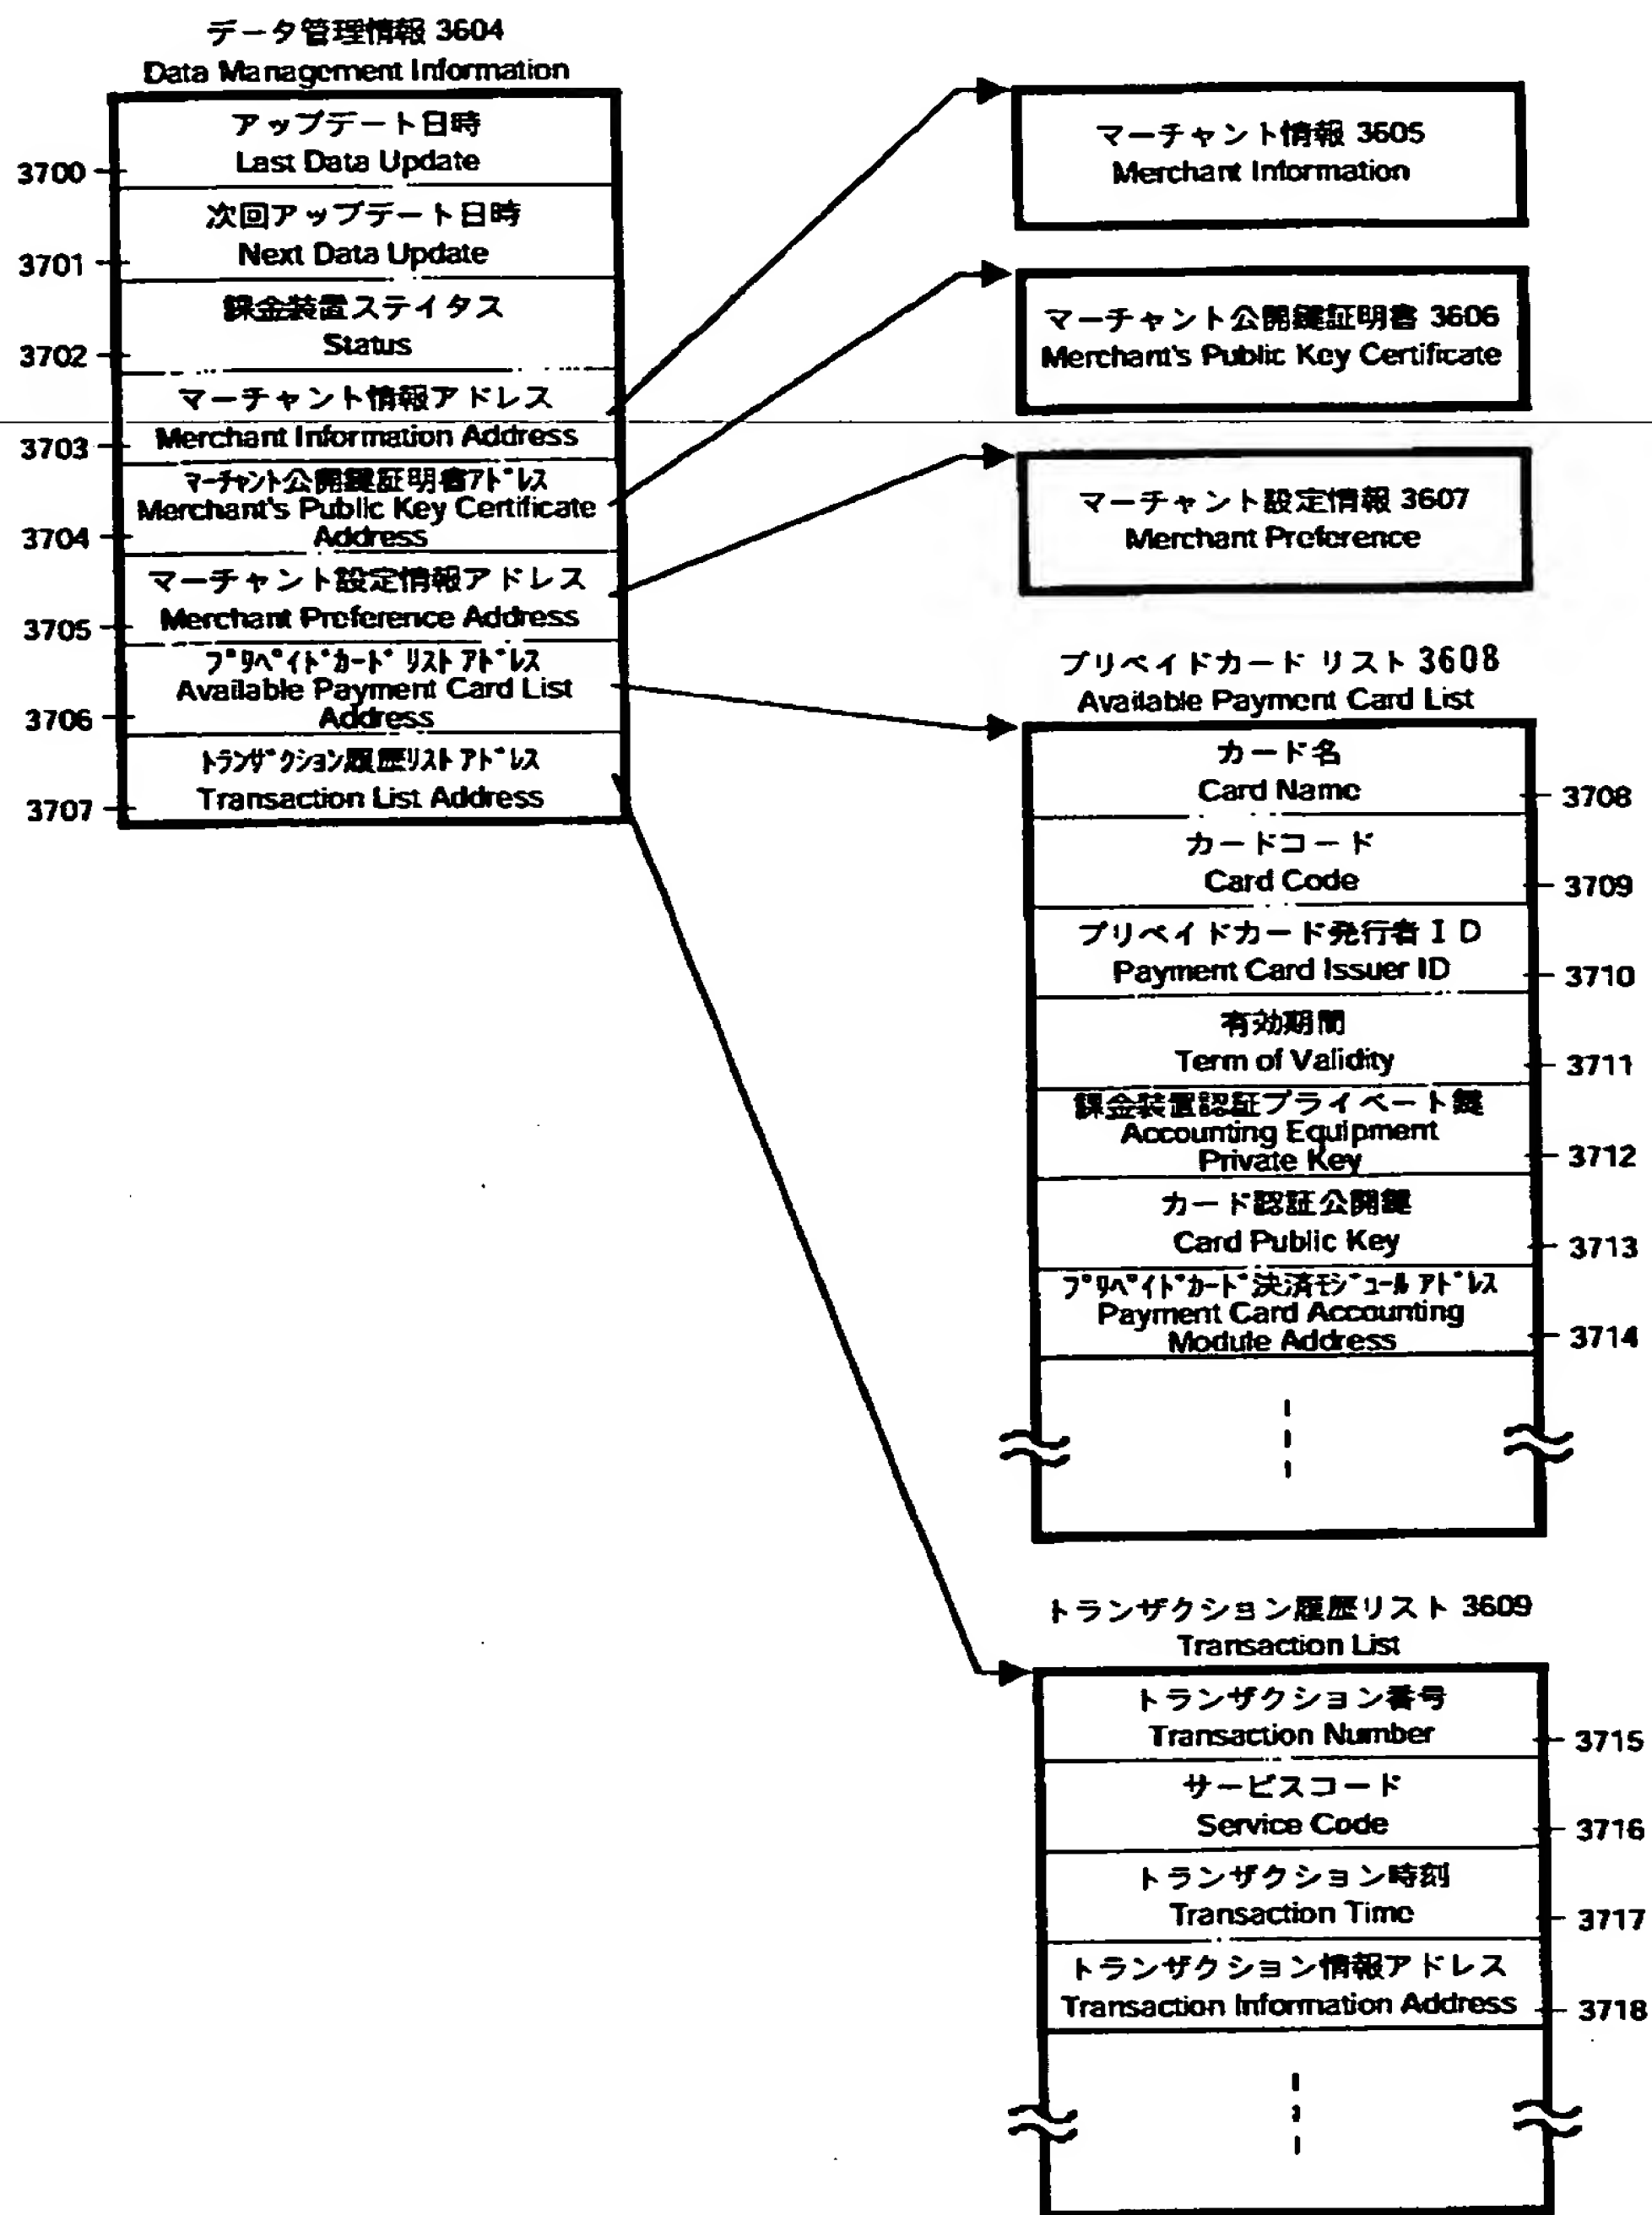 データ管理情報 3604
Data Management Information
アップデート日時
Last Data Update
3700
次回アップデート日時
Next Data Update
3701
課金装置ステイタス
Status
3702
マーチャント情報アドレス
Merchant Information Address
3703
マーチャント公開鍵証明書アドレス
Merchant's Public Key Certificate
Address
3704
マーチャント設定情報アドレス
Merchant Preference Address
3705
プリペイドカード リスト アドレス
Available Payment Card List
Address
3706
トランザクション履歴リスト アドレス
Transaction List Address
3707
マーチャント情報 3605
Merchant Information
マーチャント公開鍵証明書 3606
Merchant's Public Key Certificate
マーチャント設定情報 3607
Merchant Preference
プリペイドカード リスト 3608
Available Payment Card List
カード名
Card Name
3708
カードコード
Card Code
3709
プリペイドカード発行者ＩＤ
Payment Card Issuer ID
3710
有効期間
Term of Validity
3711
課金装置認証プライベート鍵
Accounting Equipment
Private Key
3712
カード認証公開鍵
Card Public Key
3713
プリペイドカード決済モジュール アドレス
Payment Card Accounting
Module Address
3714
トランザクション履歴リスト 3609
Transaction List
トランザクション番号
Transaction Number
3715
サービスコード
Service Code
3716
トランザクション時刻
Transaction Time
3717
トランザクション情報アドレス
Transaction Information Address
3718